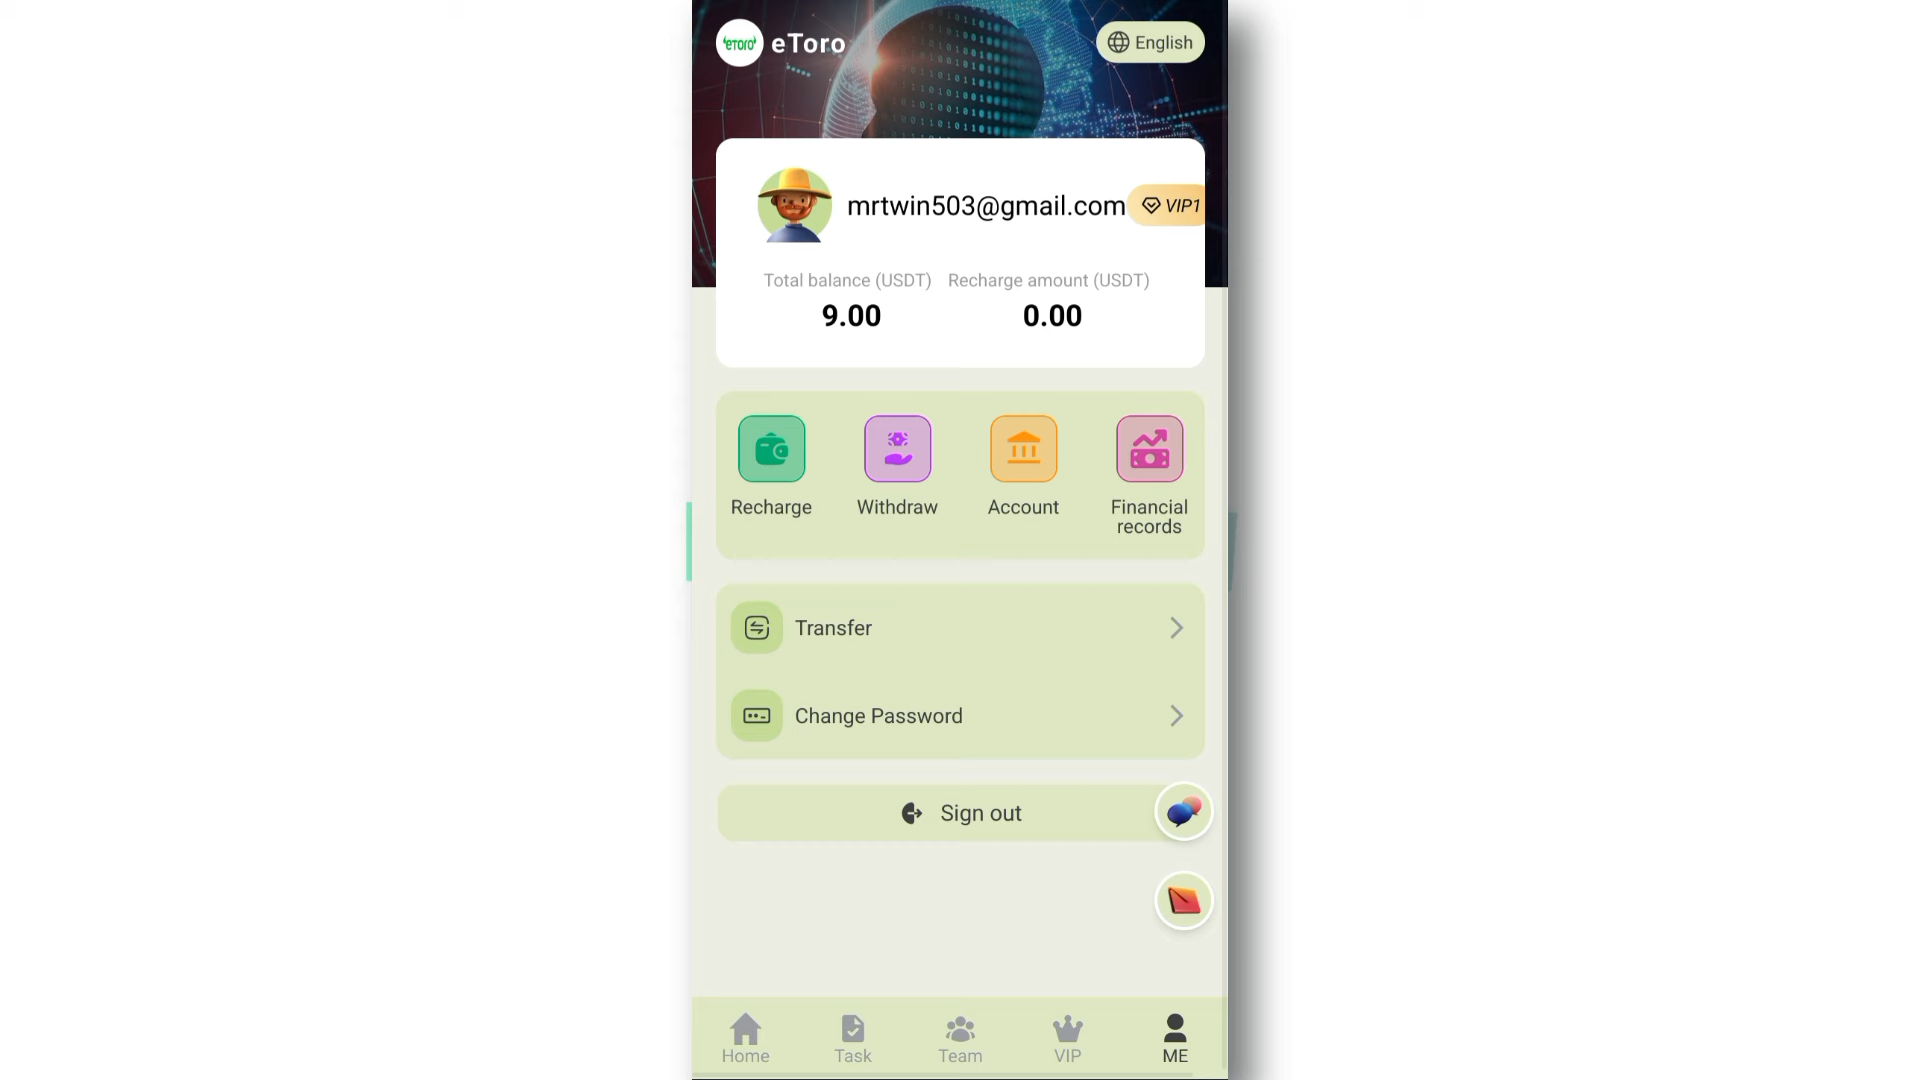 eToro eToro
English
mrtwin503@gmail.com VIP1
Total balance (USDT) Recharge amount (USDT)
9.00 0.00
Recharge Withdraw Account Financial records
Transfer
Change Password
Sign out
Home Task Team VIP ME